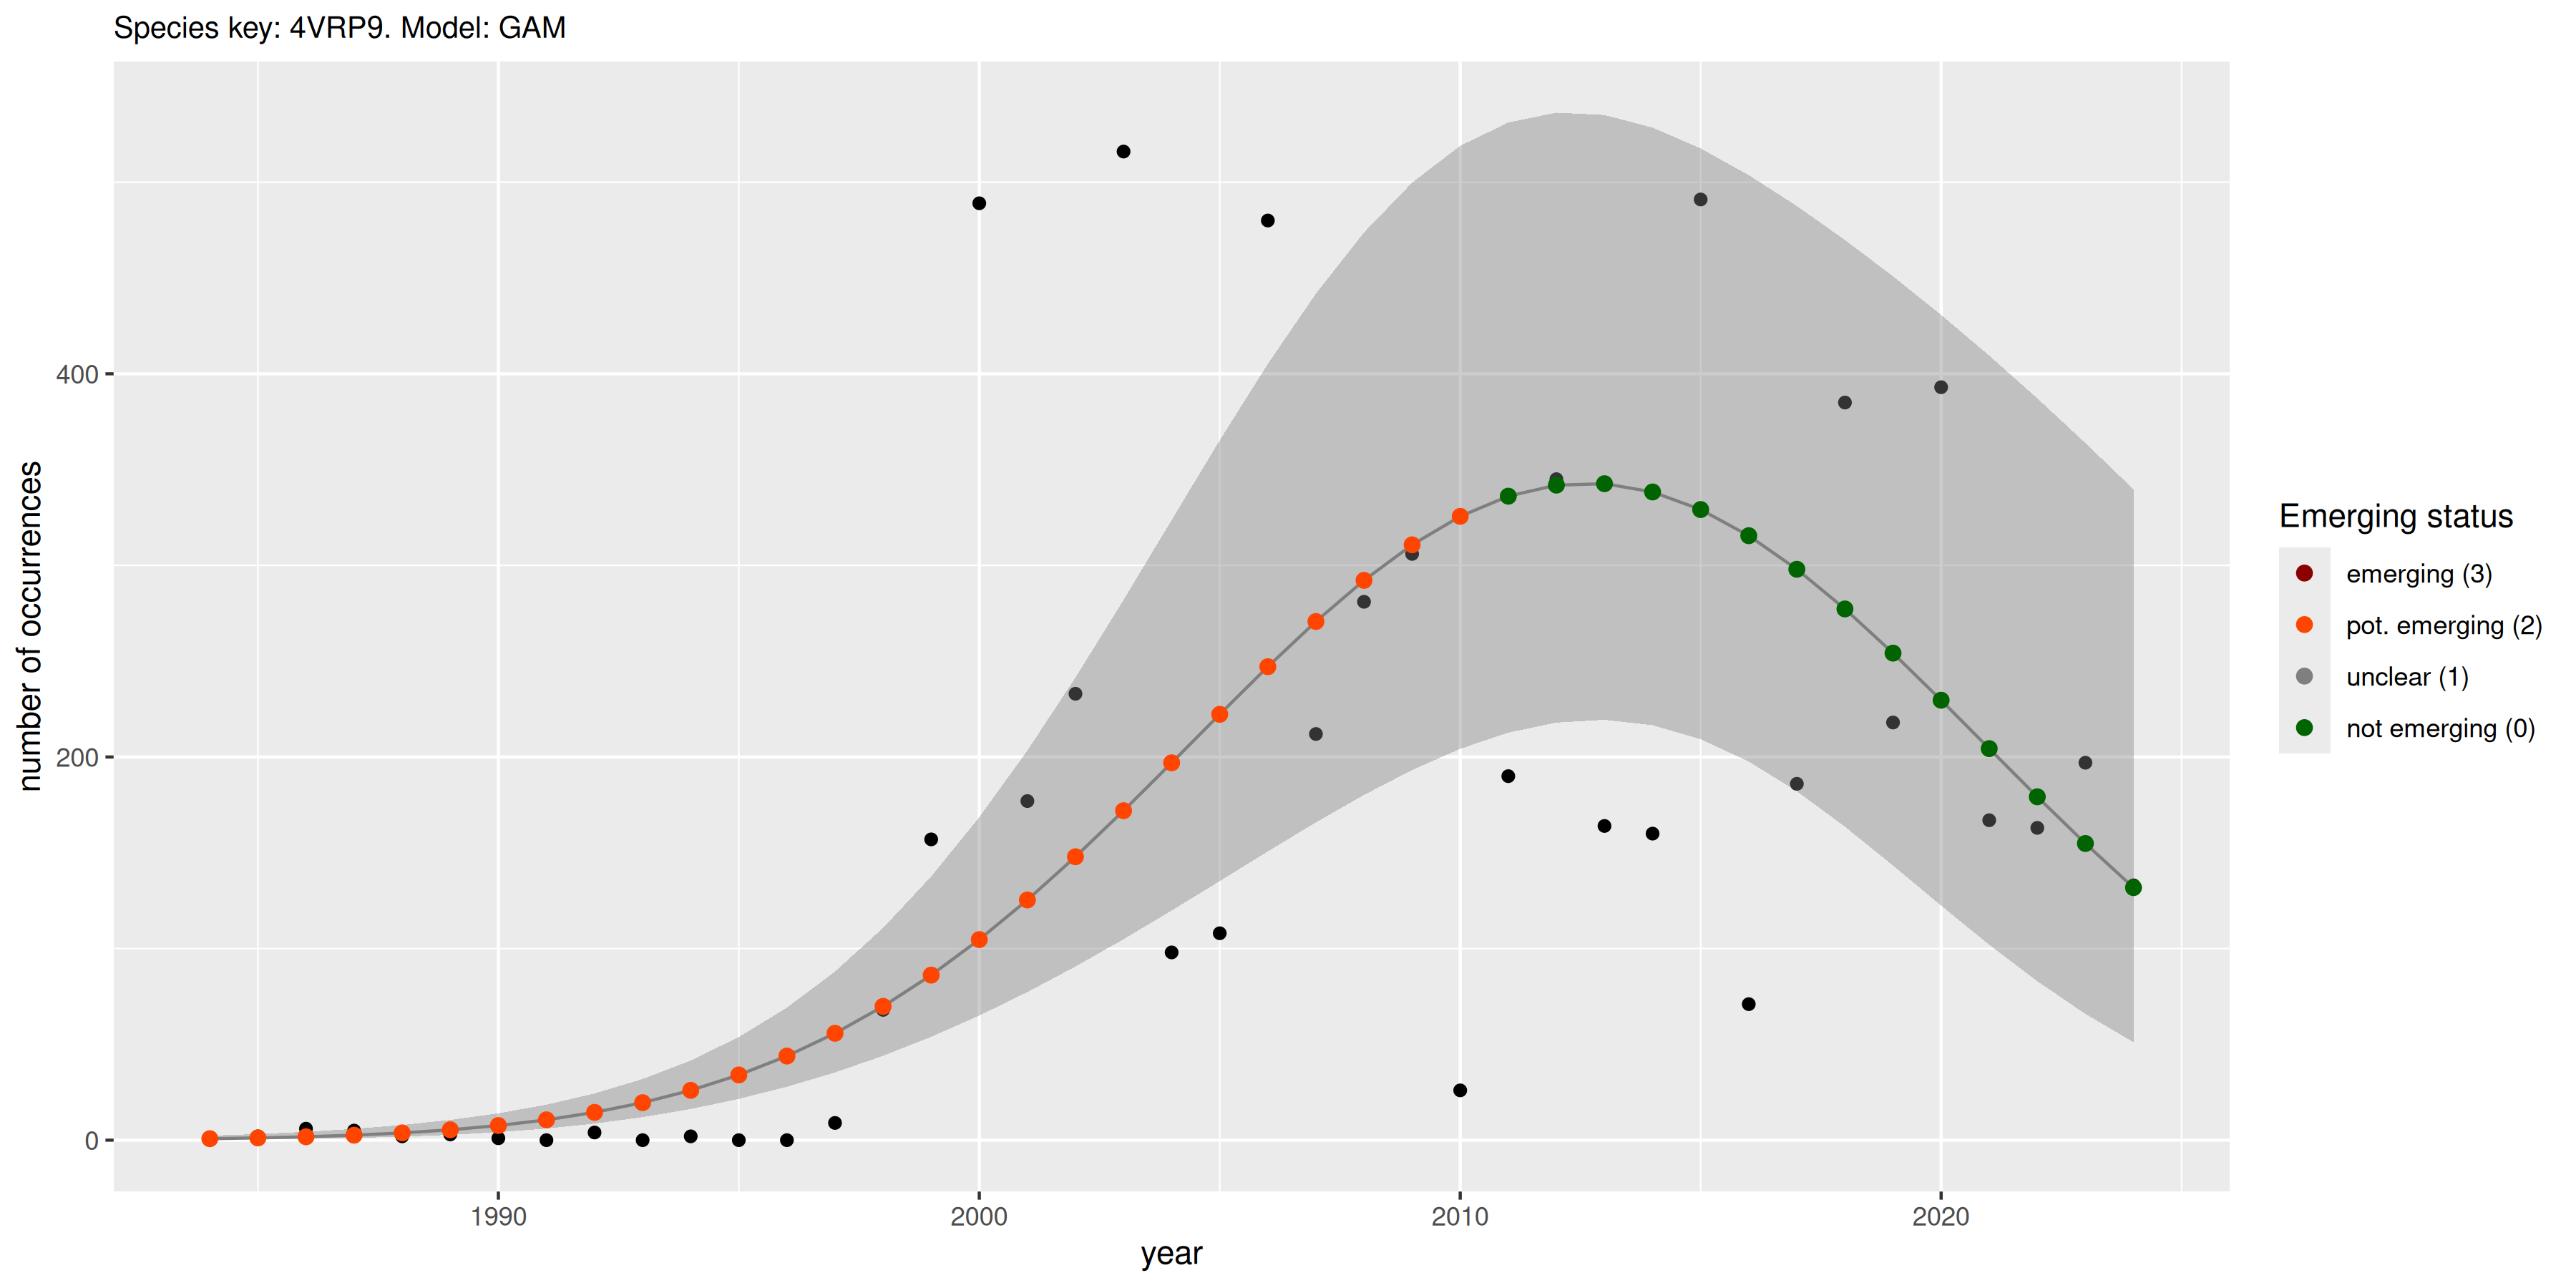 Species key: 4VRP9. Model: GAM
number of occurrences
400
200
0
1990
2000
2010
2020
year
Emerging status
emerging (3)
pot. emerging (2)
unclear (1)
not emerging (0)